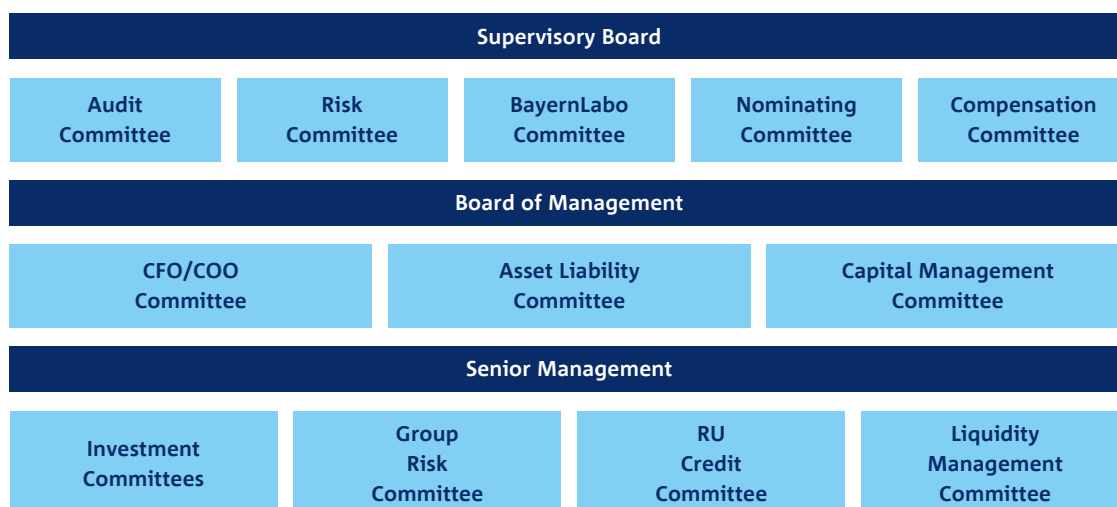 Supervisory Board
Audit
Committee
Risk
Committee
BayernLabo
Committee
Nominating
Committee
Compensation
Committee
Board of Management
CFO/COO
Committee
Asset Liability
Committee
Capital Management
Committee
Senior Management
Investment
Committees
Group
Risk
Committee
RU
Credit
Committee
Liquidity
Management
Committee